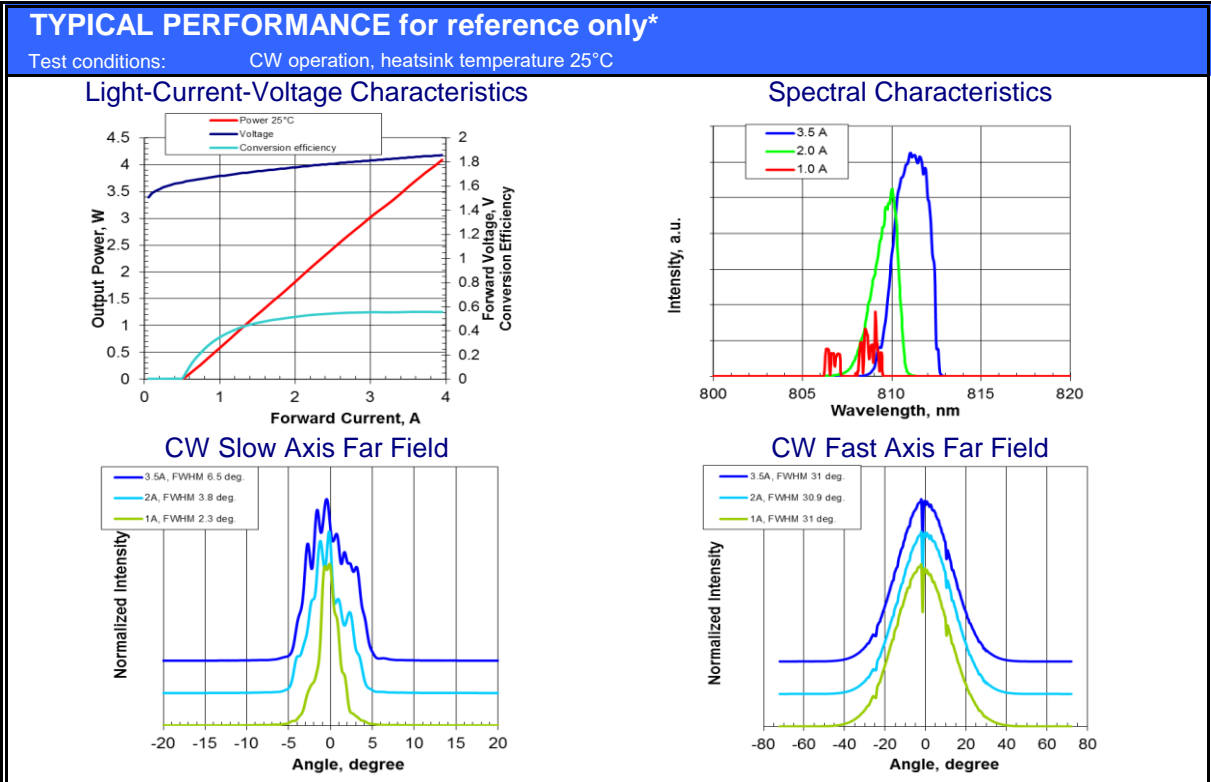 TYPICAL PERFORMANCE for reference only*
Test conditions: CW operation, heatsink temperature 25°C
Light-Current-Voltage Characteristics
Power 25°C
Voltage
Conversion efficiency
Output Power, W
4.5
4
3.5
3
2.5
2
1.5
1
0.5
0
2
1.8
1.6
1.4
1.2
1
0.8
0.6
0.4
0.2
0
Forward Voltage, V
Conversion Efficiency
0 1 2 3 4
Forward Current, A
Spectral Characteristics
3.5 A
2.0 A
1.0 A
Intensity, a.u.
800 805 810 815 820
Wavelength, nm
CW Slow Axis Far Field
3.5A, FWHM 6.5 deg.
2A, FWHM 3.8 deg.
1A, FWHM 2.3 deg.
Normalized Intensity
-20 -15 -10 -5 0 5 10 15 20
Angle, degree
CW Fast Axis Far Field
3.5A, FWHM 31 deg.
2A, FWHM 30.9 deg.
1A, FWHM 31 deg.
Normalized Intensity
-80 -60 -40 -20 0 20 40 60 80
Angle, degree